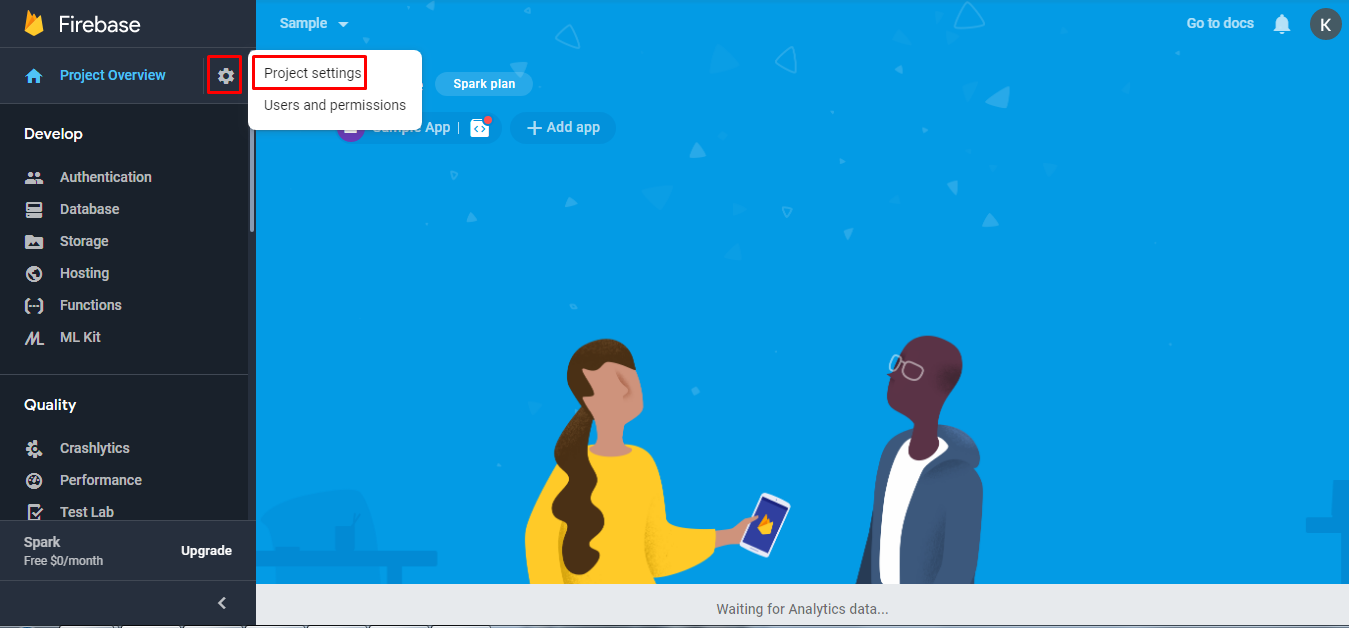 Firebase
Sample
Go to docs
K
Project Overview
Project settings
Users and permissions
Spark plan
Sample App |
Add app
Develop
Authentication
Database
Storage
Hosting
Functions
ML Kit
Quality
Crashlytics
Performance
Test Lab
Spark
Free $0/month
Upgrade
Waiting for Analytics data...